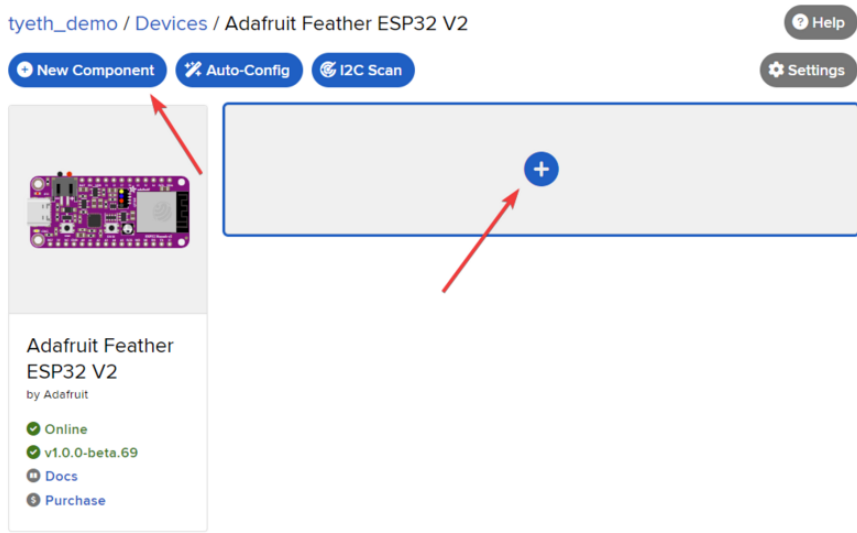 tyeth_demo / Devices / Adafruit Feather ESP32 V2
Help
New Component
Auto-Config
I2C Scan
Settings
Adafruit Feather
ESP32 V2
by Adafruit
Online
v1.0.0-beta.69
Docs
Purchase